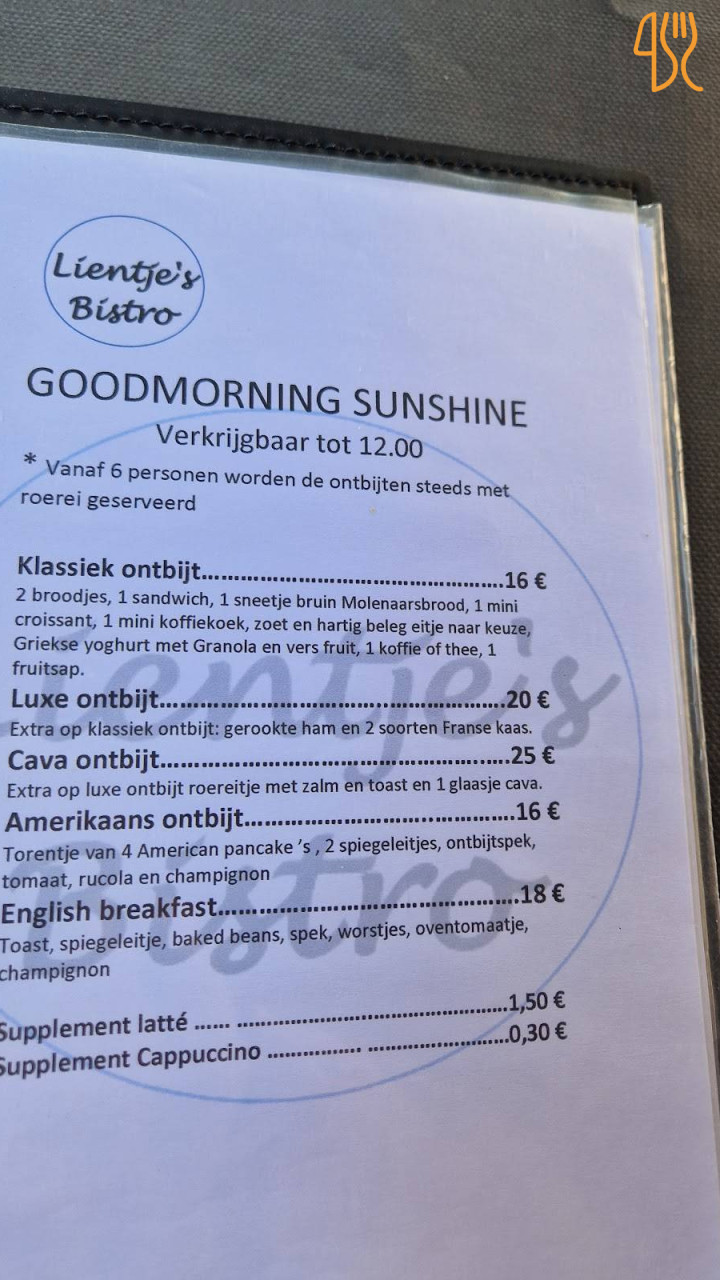 Lientje's
Bistro
GOODMORNING SUNSHINE
Verkrijgbaar tot 12.00
* Vanaf 6 personen worden de ontbijten steeds met
roerei geserveerd
Klassiek ontbijt....................................................16 €
2 broodjes, 1 sandwich, 1 sneetje bruin Molenaarsbrood, 1 mini
croissant, 1 mini koffiekoek, zoet en hartig beleg eitje naar keuze,
Griekse yoghurt met Granola en vers fruit, 1 koffie of thee, 1
fruitsap.
Luxe ontbijt..........................................................20 €
Extra op klassiek ontbijt: gerookte ham en 2 soorten Franse kaas.
Cava ontbijt..........................................................25 €
Extra op luxe ontbijt roereitje met zalm en toast en 1 glaasje cava.
Amerikaans ontbijt..............................................16 €
Torentje van 4 American pancake 's , 2 spiegeleitjes, ontbijtspek,
tomaat, rucola en champignon
English breakfast..................................................18 €
Toast, spiegeleitje, baked beans, spek, worstjes, oventomaatje,
champignon
Supplement latté ...... ..........................................1,50 €
Supplement Cappuccino ................ ........................0,30 €
Lientje's
Bistro